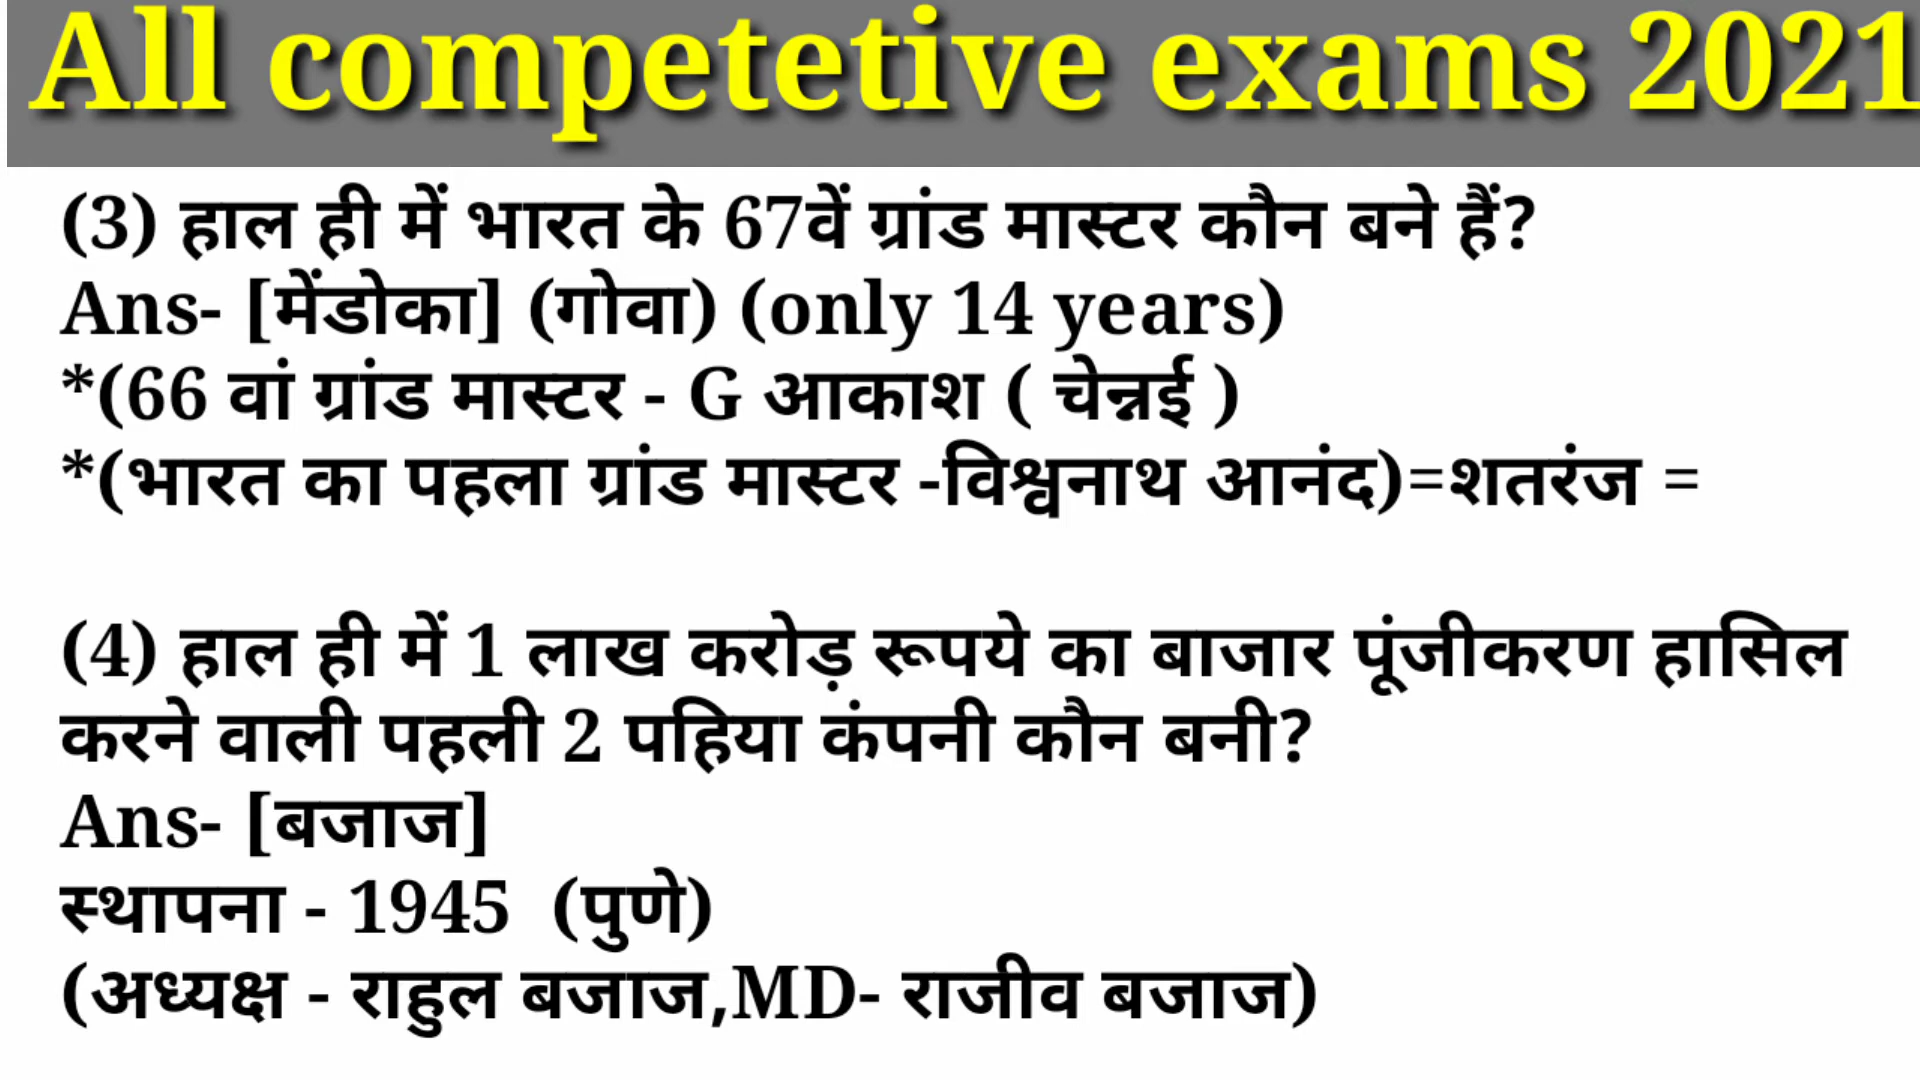 All competetive exams 2021
(3) हाल ही में भारत के 67वें ग्रांड मास्टर कौन बने हैं?
Ans- [मेंडोका] (गोवा) (only 14 years)
*(66 वां ग्रांड मास्टर - G आकाश ( चेन्नई )
*(भारत का पहला ग्रांड मास्टर -विश्वनाथ आनंद)=शतरंज =
(4) हाल ही में 1 लाख करोड़ रूपये का बाजार पूंजीकरण हासिल
करने वाली पहली 2 पहिया कंपनी कौन बनी?
Ans- [बजाज]
स्थापना - 1945 (पुणे)
(अध्यक्ष - राहुल बजाज,MD- राजीव बजाज)